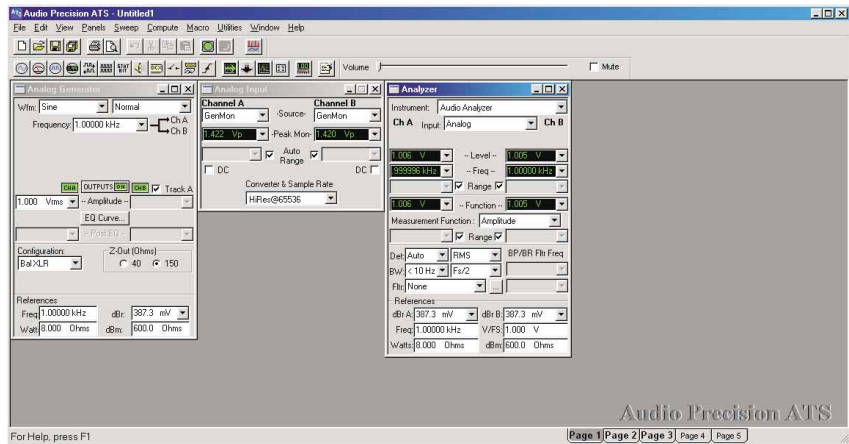 Audio Precision ATS - Untitled1
File Edit View Panels Sweep Compute Macro Utilities Window Help
Volume Mute
Analog Generator
Wfm: Sine Normal
Frequency: 1.00000 kHz Ch A
Ch B
CHA OUTPUTS ON CHB Track A
1.000 Vrms -- Amplitude --
EQ Curve...
-- Post EQ --
Configuration: Z-Out (Ohms)
Bal XLR 40 150
References
Freq: 1.00000 kHz dBr: 387.3 mV
Watts: 8.000 Ohms dBm: 600.0 Ohms
Analog Input
Channel A Channel B
GenMon -Source- GenMon
1.422 Vp -Peak Mon- 1.420 Vp
Auto
Range
DC DC
Converter & Sample Rate
HiRes@65536
Analyzer
Instrument: Audio Analyzer
Ch A Input: Analog Ch B
1.006 V -- Level -- 1.005 V
.999996 kHz -- Freq -- 1.00000 kHz
Range
1.006 V -- Function -- 1.005 V
Measurement Function: Amplitude
Range
Det: Auto RMS BP/BR Fltr Freq
BW: < 10 Hz Fs/2
Fltr: None ...
References
dBr A: 387.3 mV dBr B: 387.3 mV
Freq: 1.00000 kHz V/FS: 1.000 V
Watts: 8.000 Ohms dBm: 600.0 Ohms
Audio Precision ATS
For Help, press F1
Page 1 Page 2 Page 3 Page 4 Page 5